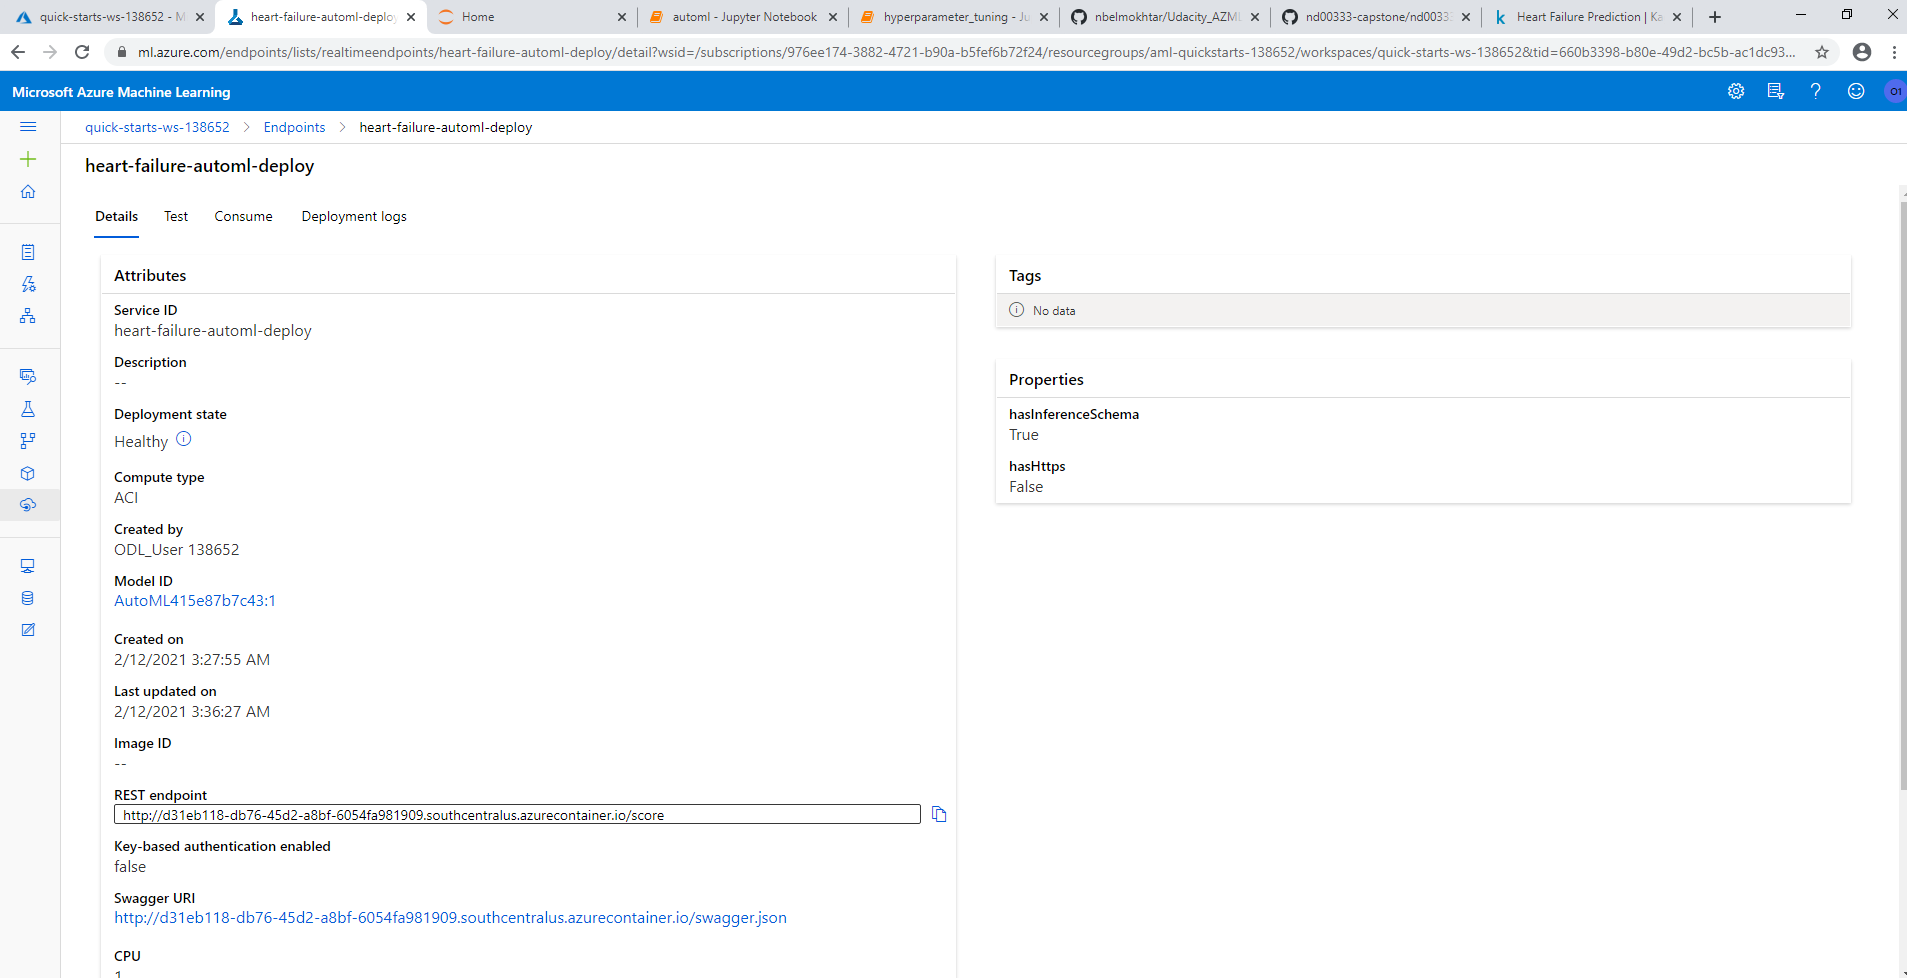 quick-starts-ws-138652 - M
heart-failure-automl-deploy
Home
automl - Jupyter Notebook
hyperparameter_tuning - Ju
nbelmokhtar/Udacity_AZML
nd00333-capstone/nd00333
Heart Failure Prediction | Ka
ml.azure.com/endpoints/lists/realtimeendpoints/heart-failure-automl-deploy/detail?wsid=/subscriptions/976ee174-3882-4721-b90a-b5fef6b72f24/resourcegroups/aml-quickstarts-138652/workspaces/quick-starts-ws-138652&tid=660b3398-b80e-49d2-bc5b-ac1dc93...
Microsoft Azure Machine Learning
O1
quick-starts-ws-138652 > Endpoints > heart-failure-automl-deploy
heart-failure-automl-deploy
Details Test Consume Deployment logs
Attributes
Service ID
heart-failure-automl-deploy
Description
--
Deployment state
Healthy
Compute type
ACI
Created by
ODL_User 138652
Model ID
AutoML415e87b7c43:1
Created on
2/12/2021 3:27:55 AM
Last updated on
2/12/2021 3:36:27 AM
Image ID
--
REST endpoint
http://d31eb118-db76-45d2-a8bf-6054fa981909.southcentralus.azurecontainer.io/score
Key-based authentication enabled
false
Swagger URI
http://d31eb118-db76-45d2-a8bf-6054fa981909.southcentralus.azurecontainer.io/swagger.json
CPU
1
Tags
No data
Properties
hasInferenceSchema
True
hasHttps
False